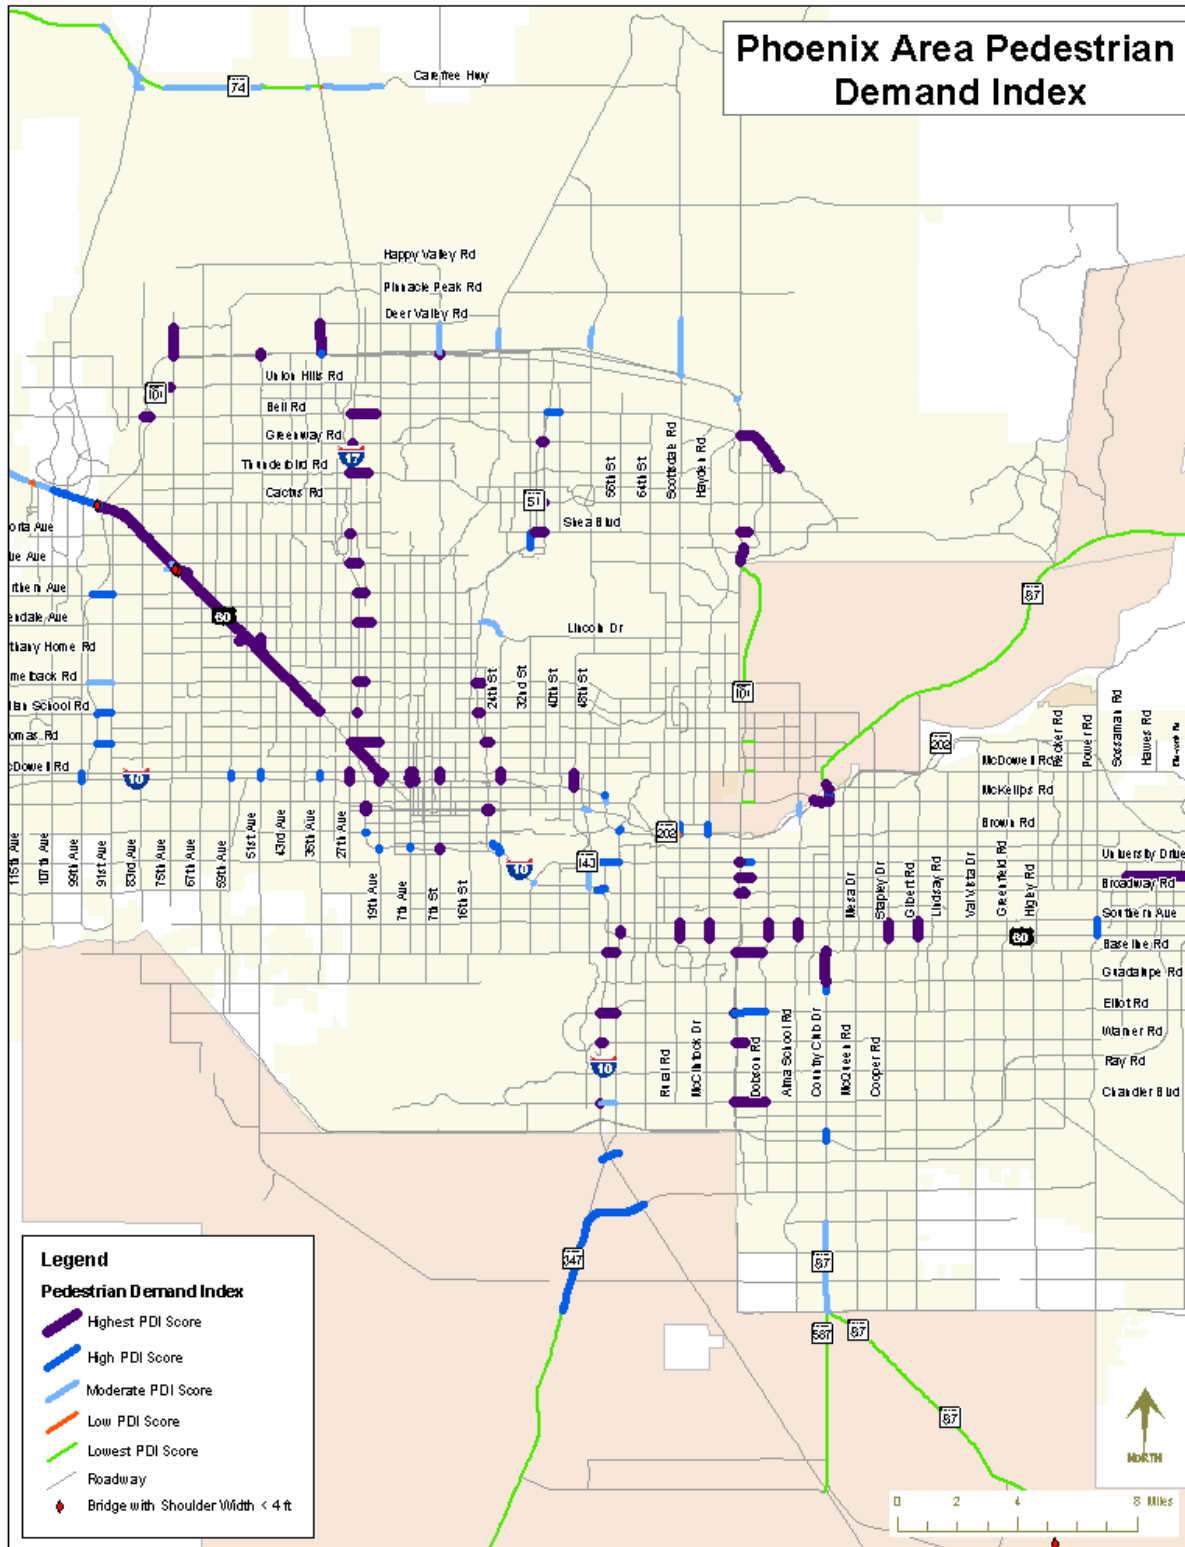 Phoenix Area Pedestrian
Demand Index
74
Carefree Hwy
Happy Valley Rd
Pinnacle Peak Rd
Deer Valley Rd
Union Hills Rd
101
Bell Rd
Greenway Rd
17
Thunderbird Rd
Cactus Rd
51
Shea Blvd
56th St
64th St
Scottsdale Rd
Hayden Rd
Ave
Ave
Ave
Ave
60
87
Lincoln Dr
Home Rd
Rd
School Rd
Rd
Rd
24th St
32nd St
40th St
48th St
101
202
Power Rd
Sossaman Rd
Hawes Rd
McDowell Rd
McKellips Rd
Brown Rd
10
115th Ave
107th Ave
99th Ave
91st Ave
83rd Ave
75th Ave
67th Ave
59th Ave
51st Ave
43rd Ave
35th Ave
27th Ave
19th Ave
7th Ave
7th St
16th St
10
143
202
Mesa Dr
Stapley Dr
Gilbert Rd
Lindsay Rd
Val Vista Dr
Greenfield Rd
Higley Rd
University Drive
Broadway Rd
Southern Ave
60
Baseline Rd
Guadalupe Rd
Elliot Rd
Warner Rd
Ray Rd
Chandler Blvd
10
Rural Rd
McClintock Dr
Dobson Rd
Alma School Rd
Country Club Dr
McQueen Rd
Cooper Rd
347
87
587
87
87
Legend
Pedestrian Demand Index
Highest PDI Score
High PDI Score
Moderate PDI Score
Low PDI Score
Lowest PDI Score
Roadway
Bridge with Shoulder Width < 4 ft
NORTH
0 2 4 8 Miles